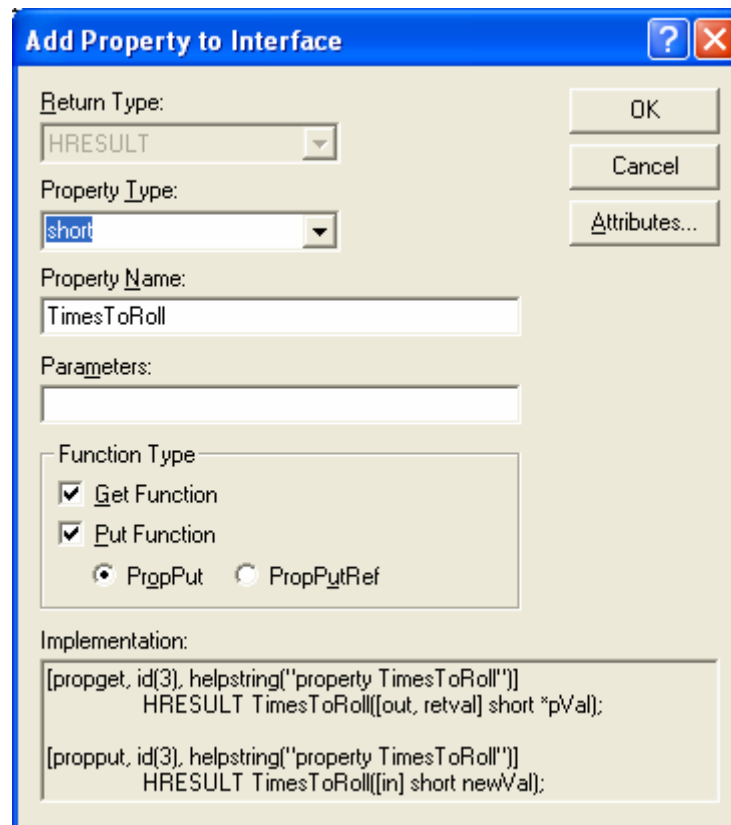 Add Property to Interface
Return Type:
HRESULT
OK
Property Type:
Cancel
short
Attributes...
Property Name:
TimesToRoll
Parameters:
Function Type
Get Function
Put Function
PropPut PropPutRef
Implementation:
[propget, id(3), helpstring("property TimesToRoll")]
HRESULT TimesToRoll([out, retval] short *pVal);
[propput, id(3), helpstring("property TimesToRoll")]
HRESULT TimesToRoll([in] short newVal);